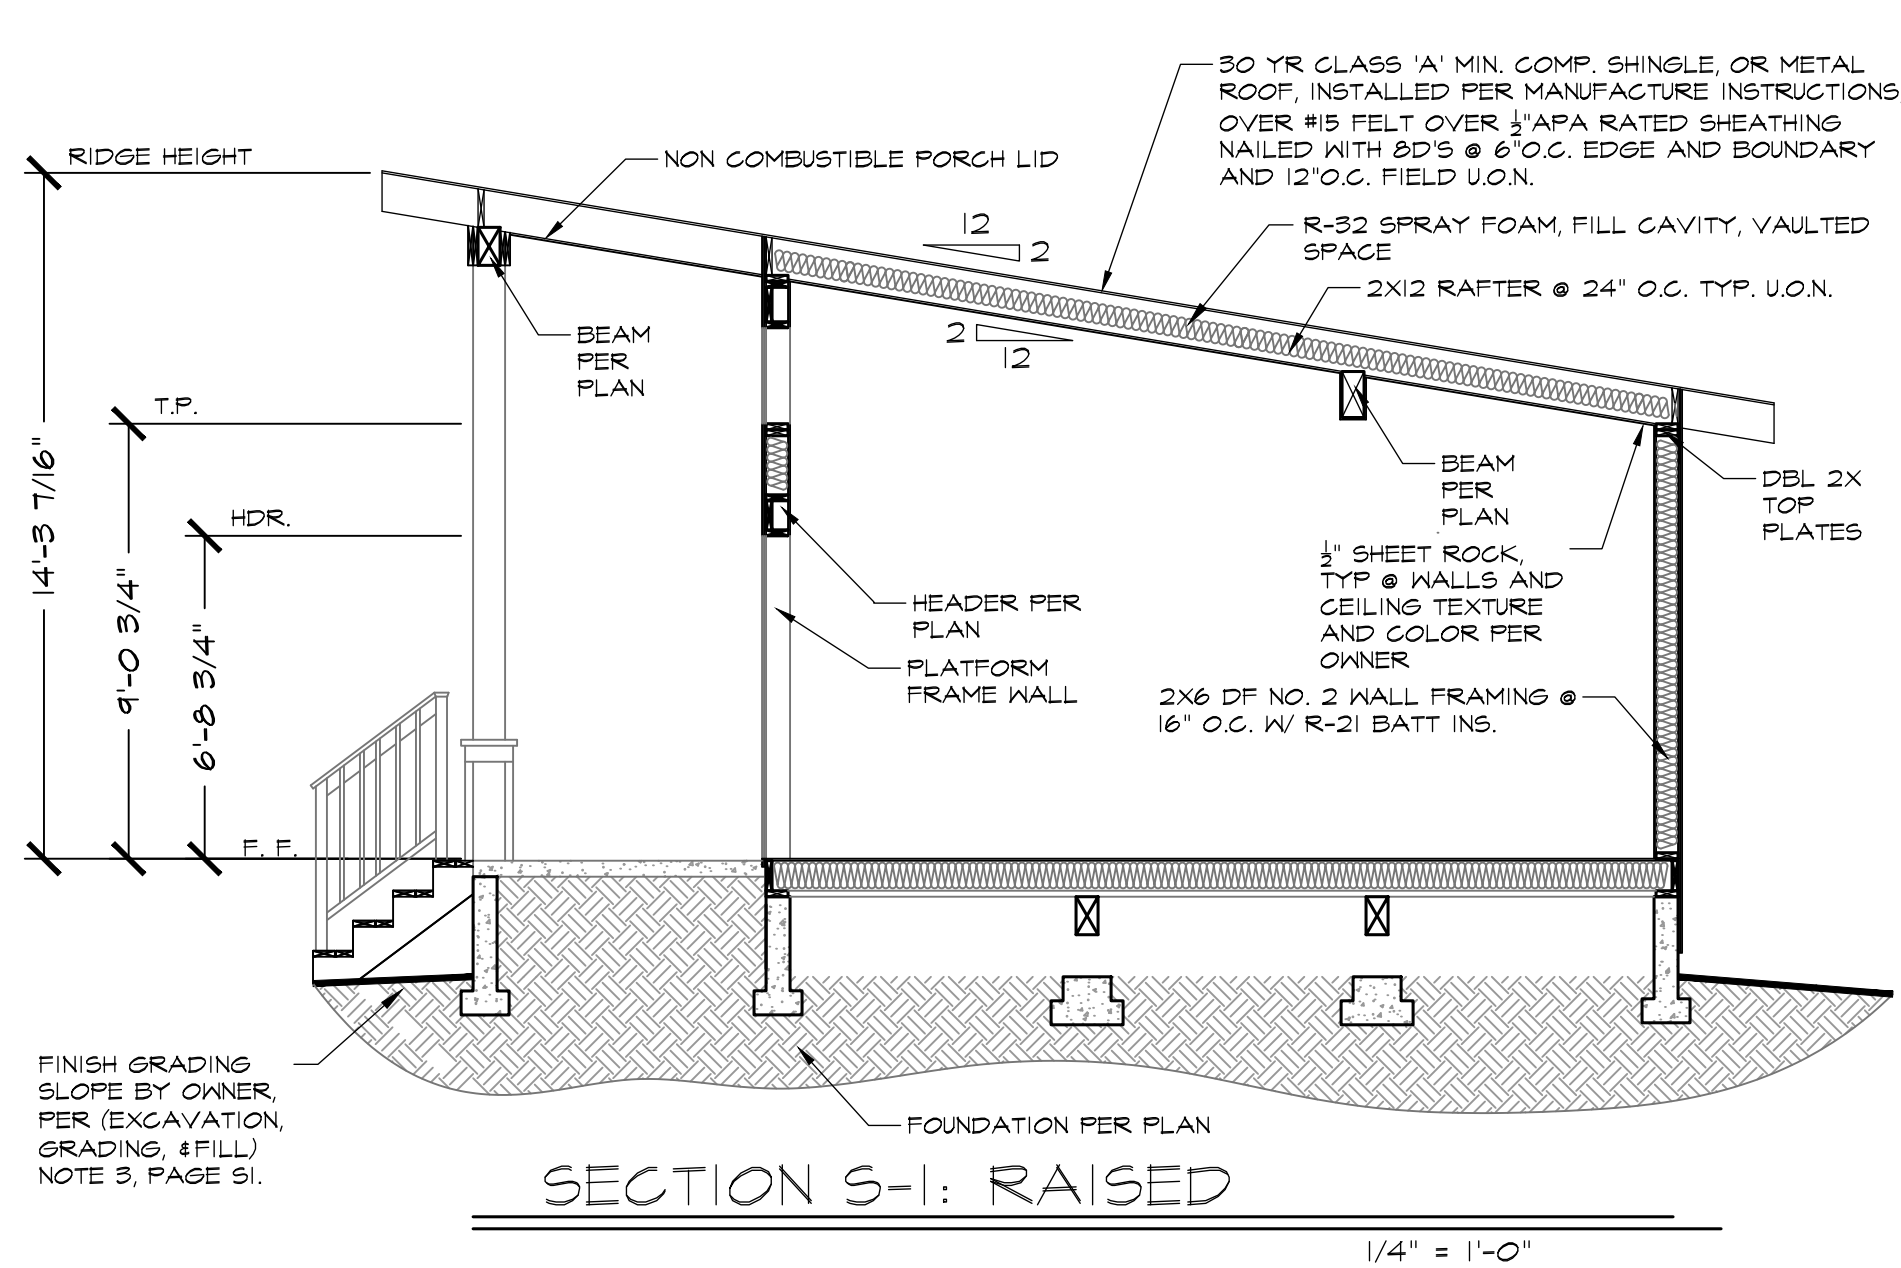 30 YR CLASS 'A' MIN. COMP. SHINGLE, OR METAL
ROOF, INSTALLED PER MANUFACTURE INSTRUCTIONS
OVER #15 FELT OVER ½"APA RATED SHEATHING
NAILED WITH 8D'S @ 6"O.C. EDGE AND BOUNDARY
AND 12"O.C. FIELD U.O.N.
RIDGE HEIGHT
NON COMBUSTIBLE PORCH LID
12
2
R-32 SPRAY FOAM, FILL CAVITY, VAULTED
SPACE
2X12 RAFTER @ 24" O.C. TYP. U.O.N.
2
12
BEAM
PER
PLAN
T.P.
HDR.
14'-3 7/16"
9'-0 3/4"
6'-8 3/4"
F. F.
BEAM
PER
PLAN
DBL 2X
TOP
PLATES
½" SHEET ROCK,
TYP @ WALLS AND
CEILING TEXTURE
AND COLOR PER
OWNER
HEADER PER
PLAN
PLATFORM
FRAME WALL
2X6 DF NO. 2 WALL FRAMING @
16" O.C. W/ R-21 BATT INS.
FINISH GRADING
SLOPE BY OWNER,
PER (EXCAVATION,
GRADING, &FILL)
NOTE 3, PAGE S1.
FOUNDATION PER PLAN
SECTION S-1: RAISED
1/4" = 1'-0"